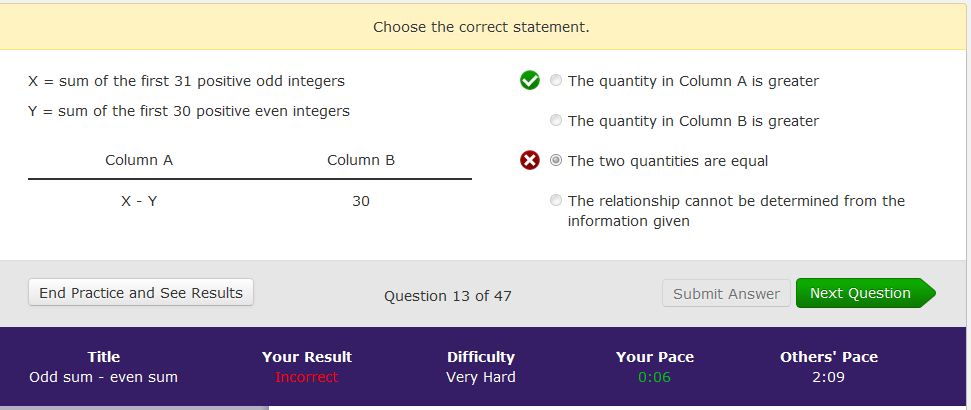 Choose the correct statement.
X = sum of the first 31 positive odd integers
Y = sum of the first 30 positive even integers
Column A Column B
X - Y 30
The quantity in Column A is greater
The quantity in Column B is greater
The two quantities are equal
The relationship cannot be determined from the
information given
End Practice and See Results
Question 13 of 47
Submit Answer
Next Question
Title Your Result Difficulty Your Pace Others' Pace
Odd sum - even sum Incorrect Very Hard 0:06 2:09